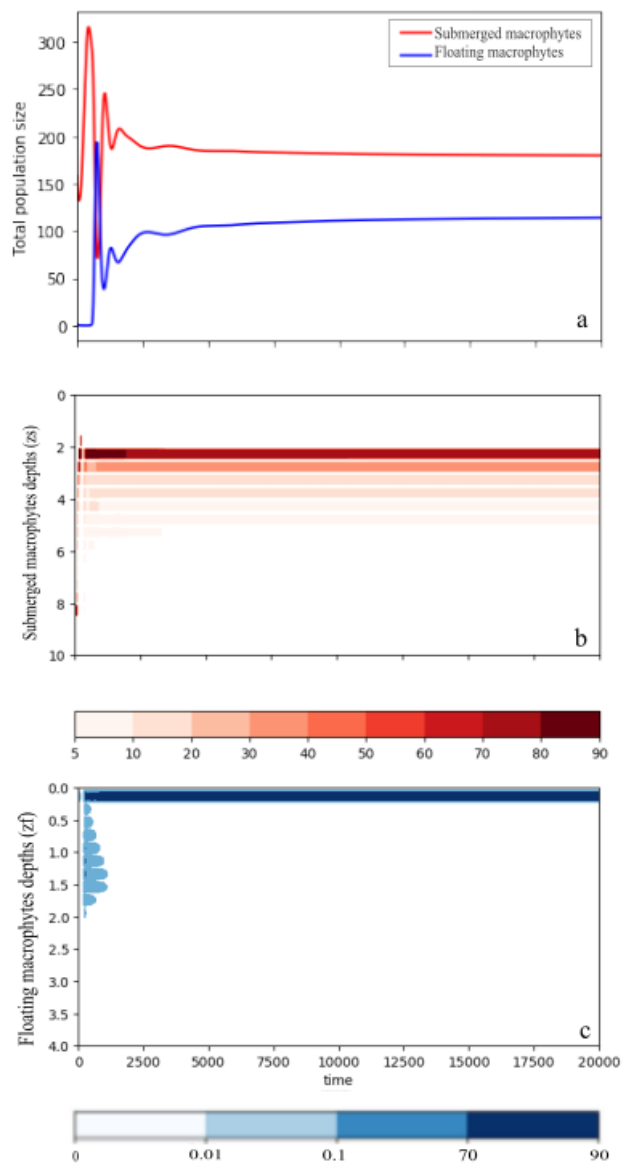 Submerged macrophytes
Floating macrophytes
Total population size
300
250
200
150
100
50
0
a
Submerged macrophytes depths (zs)
0
2
4
6
8
10
b
5 10 20 30 40 50 60 70 80 90
Floating macrophytes depths (zf)
0.0
0.5
1.0
1.5
2.0
2.5
3.0
3.5
4.0
c
0 2500 5000 7500 10000 12500 15000 17500 20000
time
0 0.01 0.1 70 90